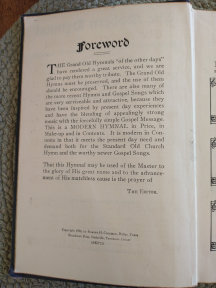 Foreword
THE Grand Old Hymnals "of the other days"
have rendered a great service, and we are
glad to pay them worthy tribute. The Grand Old
Hymns must be preserved, and the use of them
should be encouraged. There are also many of
the more recent Hymns and Gospel Songs which
are very serviceable and attractive, because they
have been inspired by present day experiences
and have the blending of appealingly strong
music with the forcefully simple Gospel Message.
This is a MODERN HYMNAL in Price, in
Make-up and in Contents. It is modern in Con-
tents in that it meets the present day need and
demand both for the Standard Old Church
Hymn and the worthy newer Gospel Songs.
That this Hymnal may be used of the Master to
the glory of His great name and to the advance-
ment of His matchless name is the prayer of
THE EDITOR.